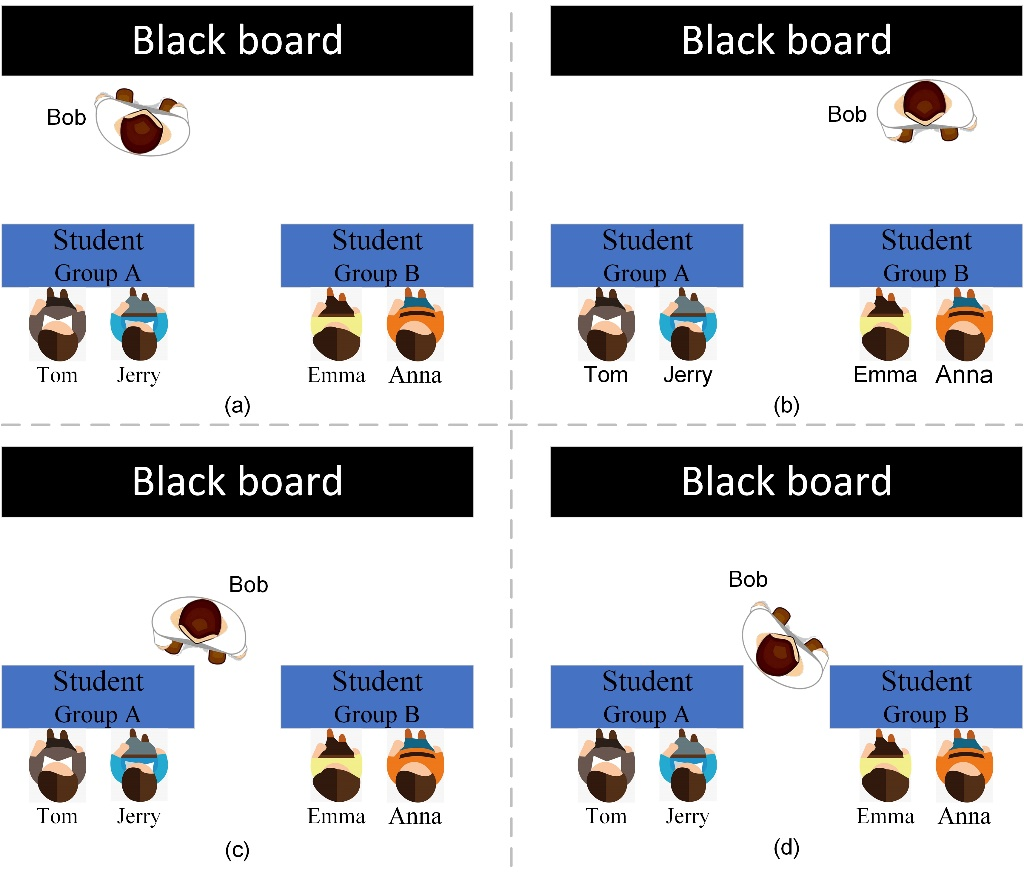 Black board
Bob
Student
Group A
Student
Group B
Tom
Jerry
Emma
Anna
(a)
Black board
Bob
Student
Group A
Student
Group B
Tom
Jerry
Emma
Anna
(b)
Black board
Bob
Student
Group A
Student
Group B
Tom
Jerry
Emma
Anna
(c)
Black board
Bob
Student
Group A
Student
Group B
Tom
Jerry
Emma
Anna
(d)